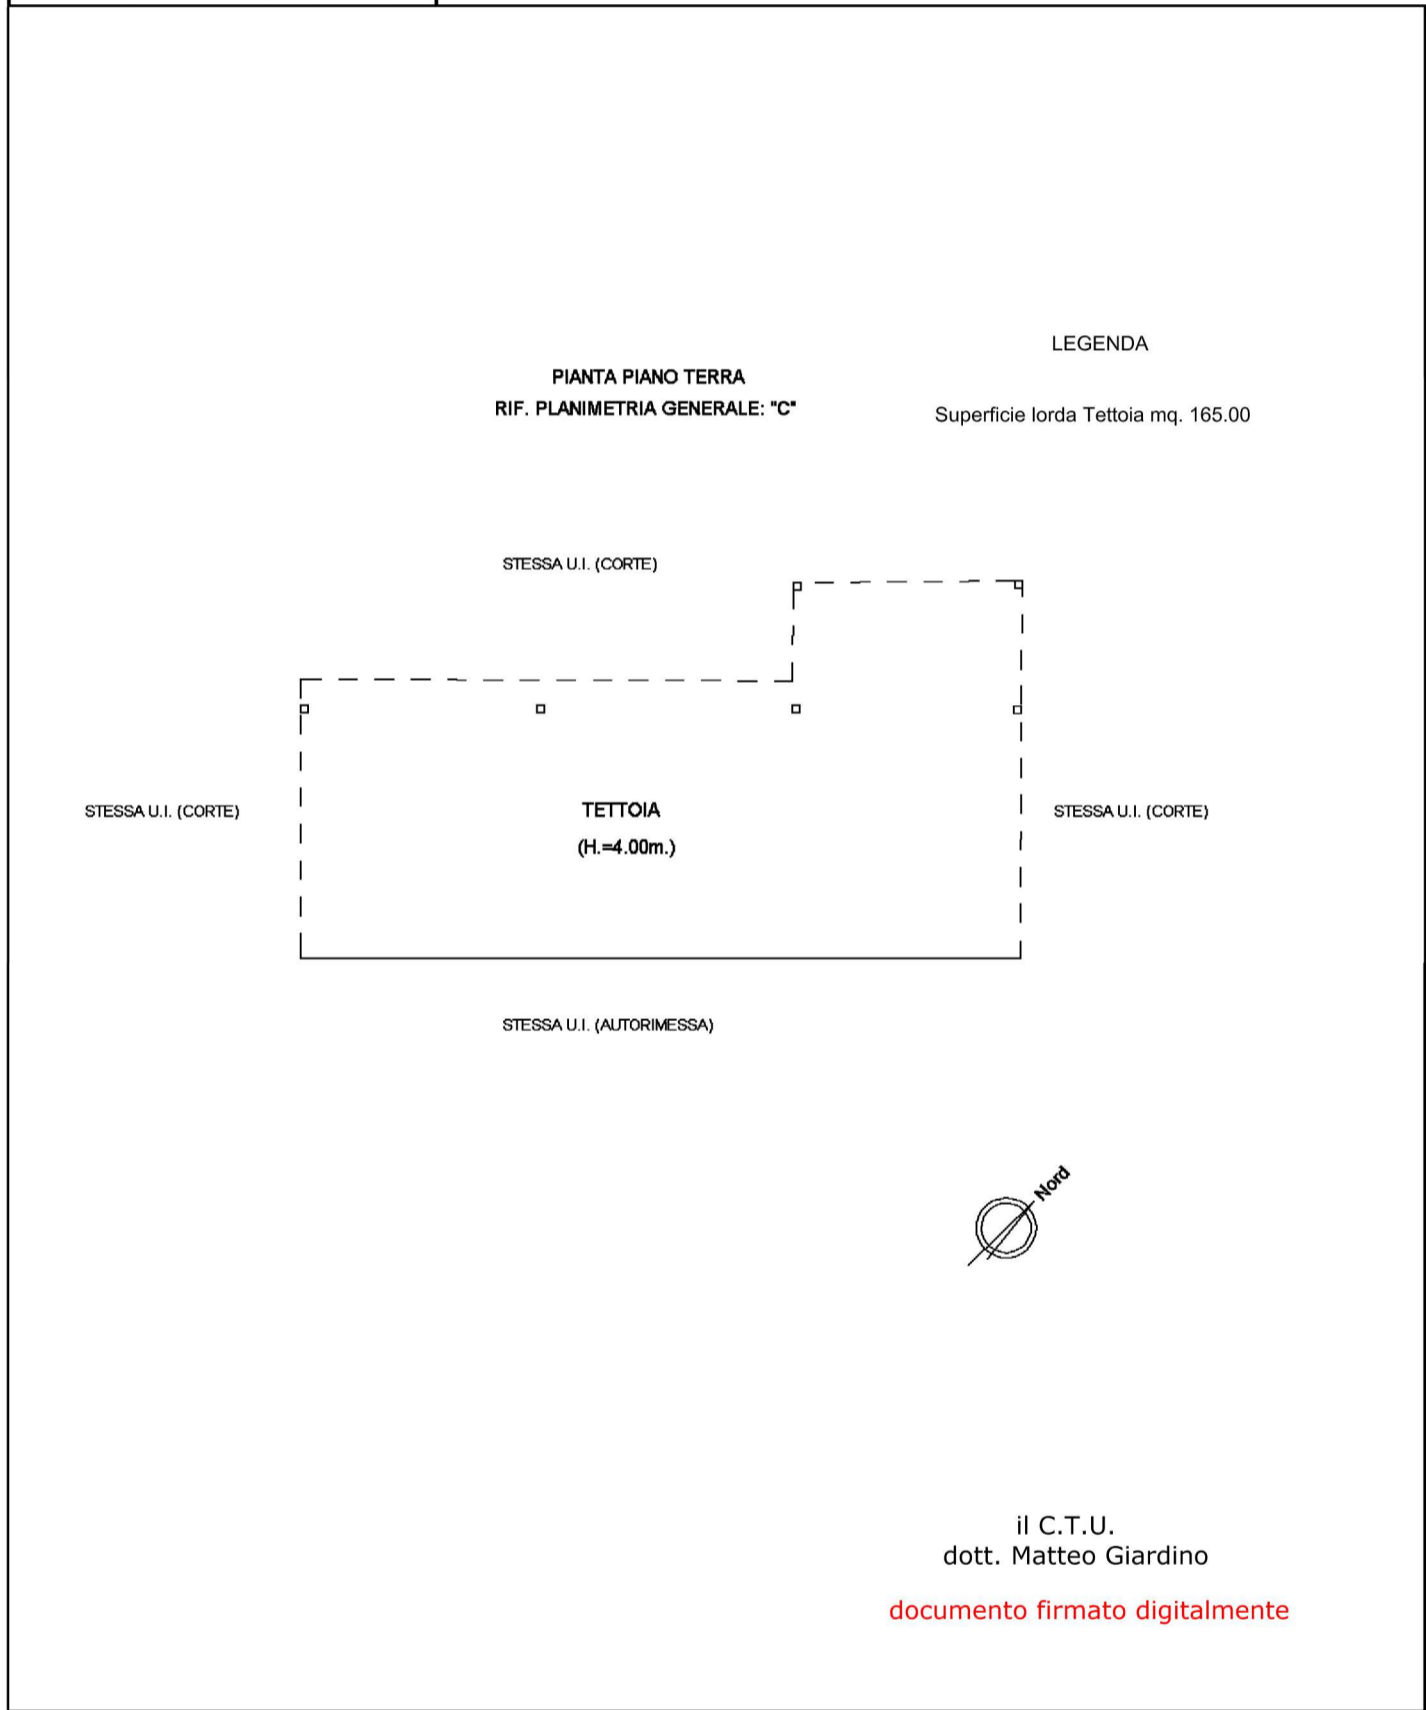 LEGENDA
PIANTA PIANO TERRA
RIF. PLANIMETRIA GENERALE: "C"
Superficie lorda Tettoia mq. 165.00
STESSA U.I. (CORTE)
STESSA U.I. (CORTE)
TETTOIA
(H.=4.00m.)
STESSA U.I. (CORTE)
STESSA U.I. (AUTORIMESSA)
Nord
il C.T.U.
dott. Matteo Giardino
documento firmato digitalmente